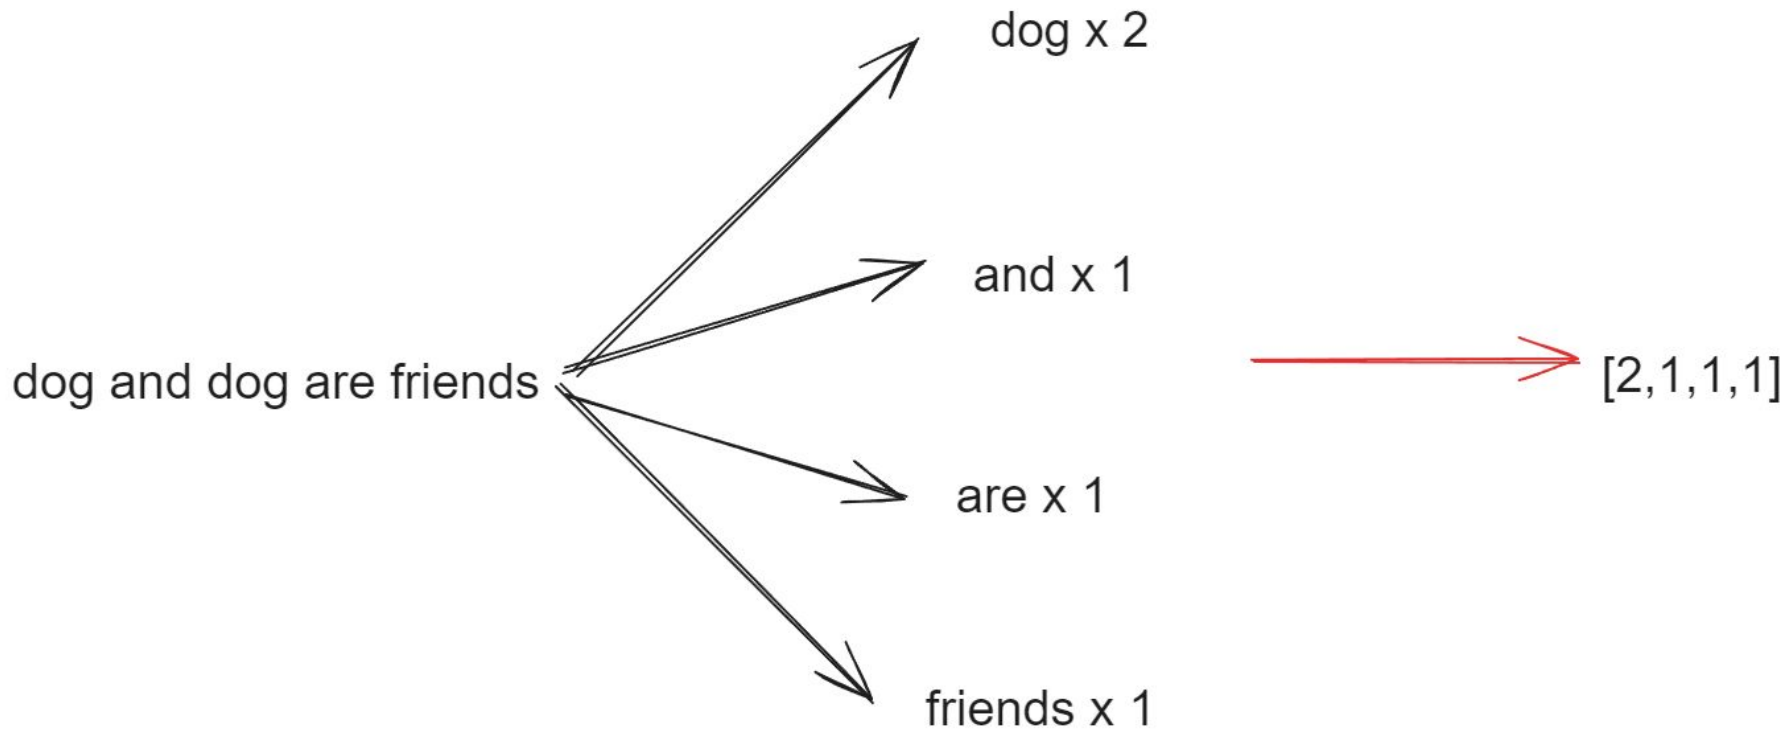 dog x 2
and x 1
dog and dog are friends
[2,1,1,1]
are x 1
friends x 1